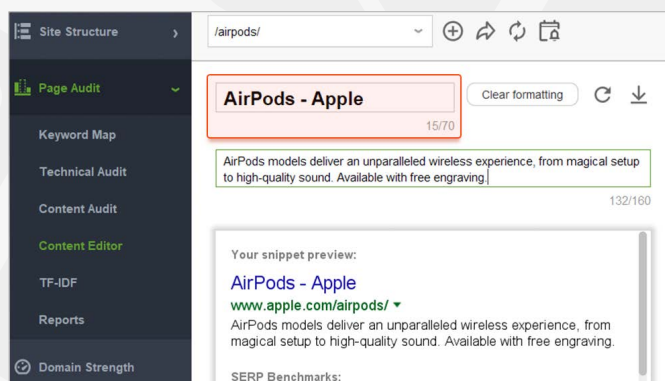 Site Structure
Page Audit
Keyword Map
Technical Audit
Content Audit
Content Editor
TF-IDF
Reports
Domain Strength
/airpods/
AirPods - Apple
15/70
Clear formatting
AirPods models deliver an unparalleled wireless experience, from magical setup
to high-quality sound. Available with free engraving.
132/160
Your snippet preview:
AirPods - Apple
www.apple.com/airpods/
AirPods models deliver an unparalleled wireless experience, from
magical setup to high-quality sound. Available with free engraving.
SERP Benchmarks: